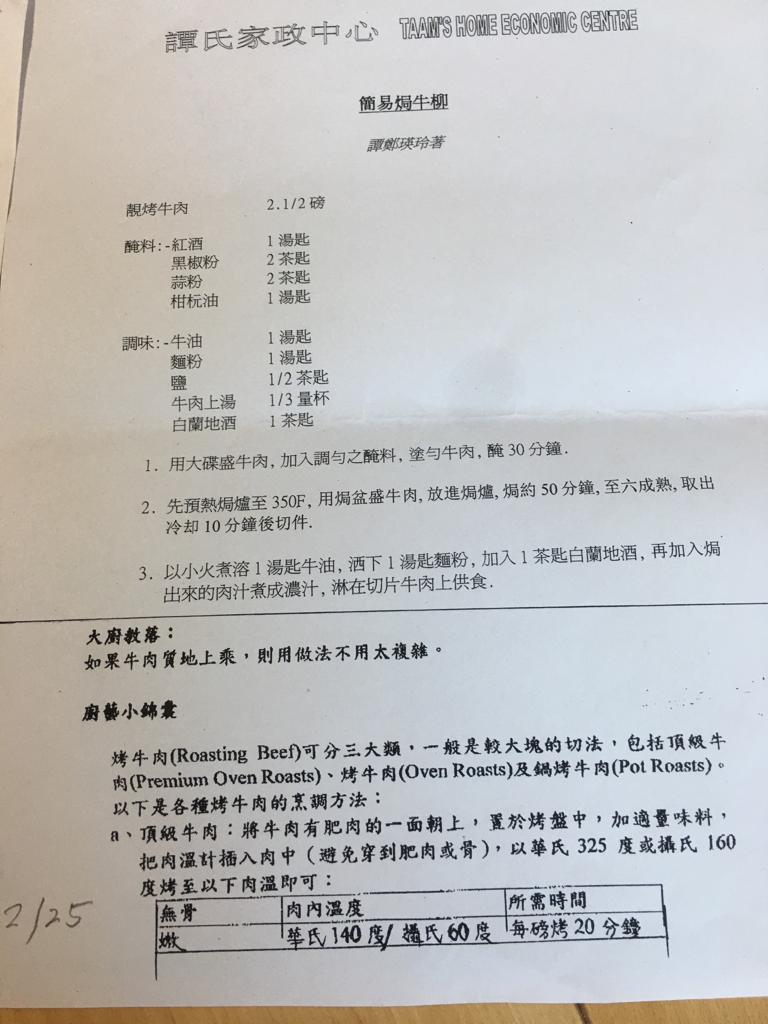 譚氏家政中心 TAAM'S HOME ECONOMIC CENTRE
簡易焗牛柳
譚鄭瑛玲著
靚烤牛肉 2.1/2 磅
醃料:-紅酒 1 湯匙
黑椒粉 2 茶匙
蒜粉 2 茶匙
柑枟油 1 湯匙
調味:-牛油 1 湯匙
麵粉 1 湯匙
鹽 1/2 茶匙
牛肉上湯 1/3 量杯
白蘭地酒 1 茶匙
1. 用大碟盛牛肉, 加入調勻之醃料, 塗勻牛肉, 醃 30 分鐘.
2. 先預熱焗爐至 350F, 用焗盆盛牛肉, 放進焗爐, 焗約 50 分鐘, 至六成熟, 取出
冷却 10 分鐘後切件.
3. 以小火煮溶 1 湯匙牛油, 洒下 1 湯匙麵粉, 加入 1 茶匙白蘭地酒, 再加入焗
出來的肉汁煮成濃汁, 淋在切片牛肉上供食.
大廚教落：
如果牛肉質地上乘，則用做法不用太複雜。
廚藝小錦囊
烤牛肉(Roasting Beef)可分三大類，一般是較大塊的切法，包括頂級牛
肉(Premium Oven Roasts)、烤牛肉(Oven Roasts)及鍋烤牛肉(Pot Roasts)。
以下是各種烤牛肉的烹調方法：
a、頂級牛肉：將牛肉有肥肉的一面朝上，置於烤盤中，加適量味料，
把肉溫計插入肉中（避免穿到肥肉或骨），以華氏 325 度或攝氏 160
度烤至以下肉溫即可：
2/25
無骨 肉內溫度 所需時間
嫩 華氏 140 度/ 攝氏 60 度 每磅烤 20 分鐘